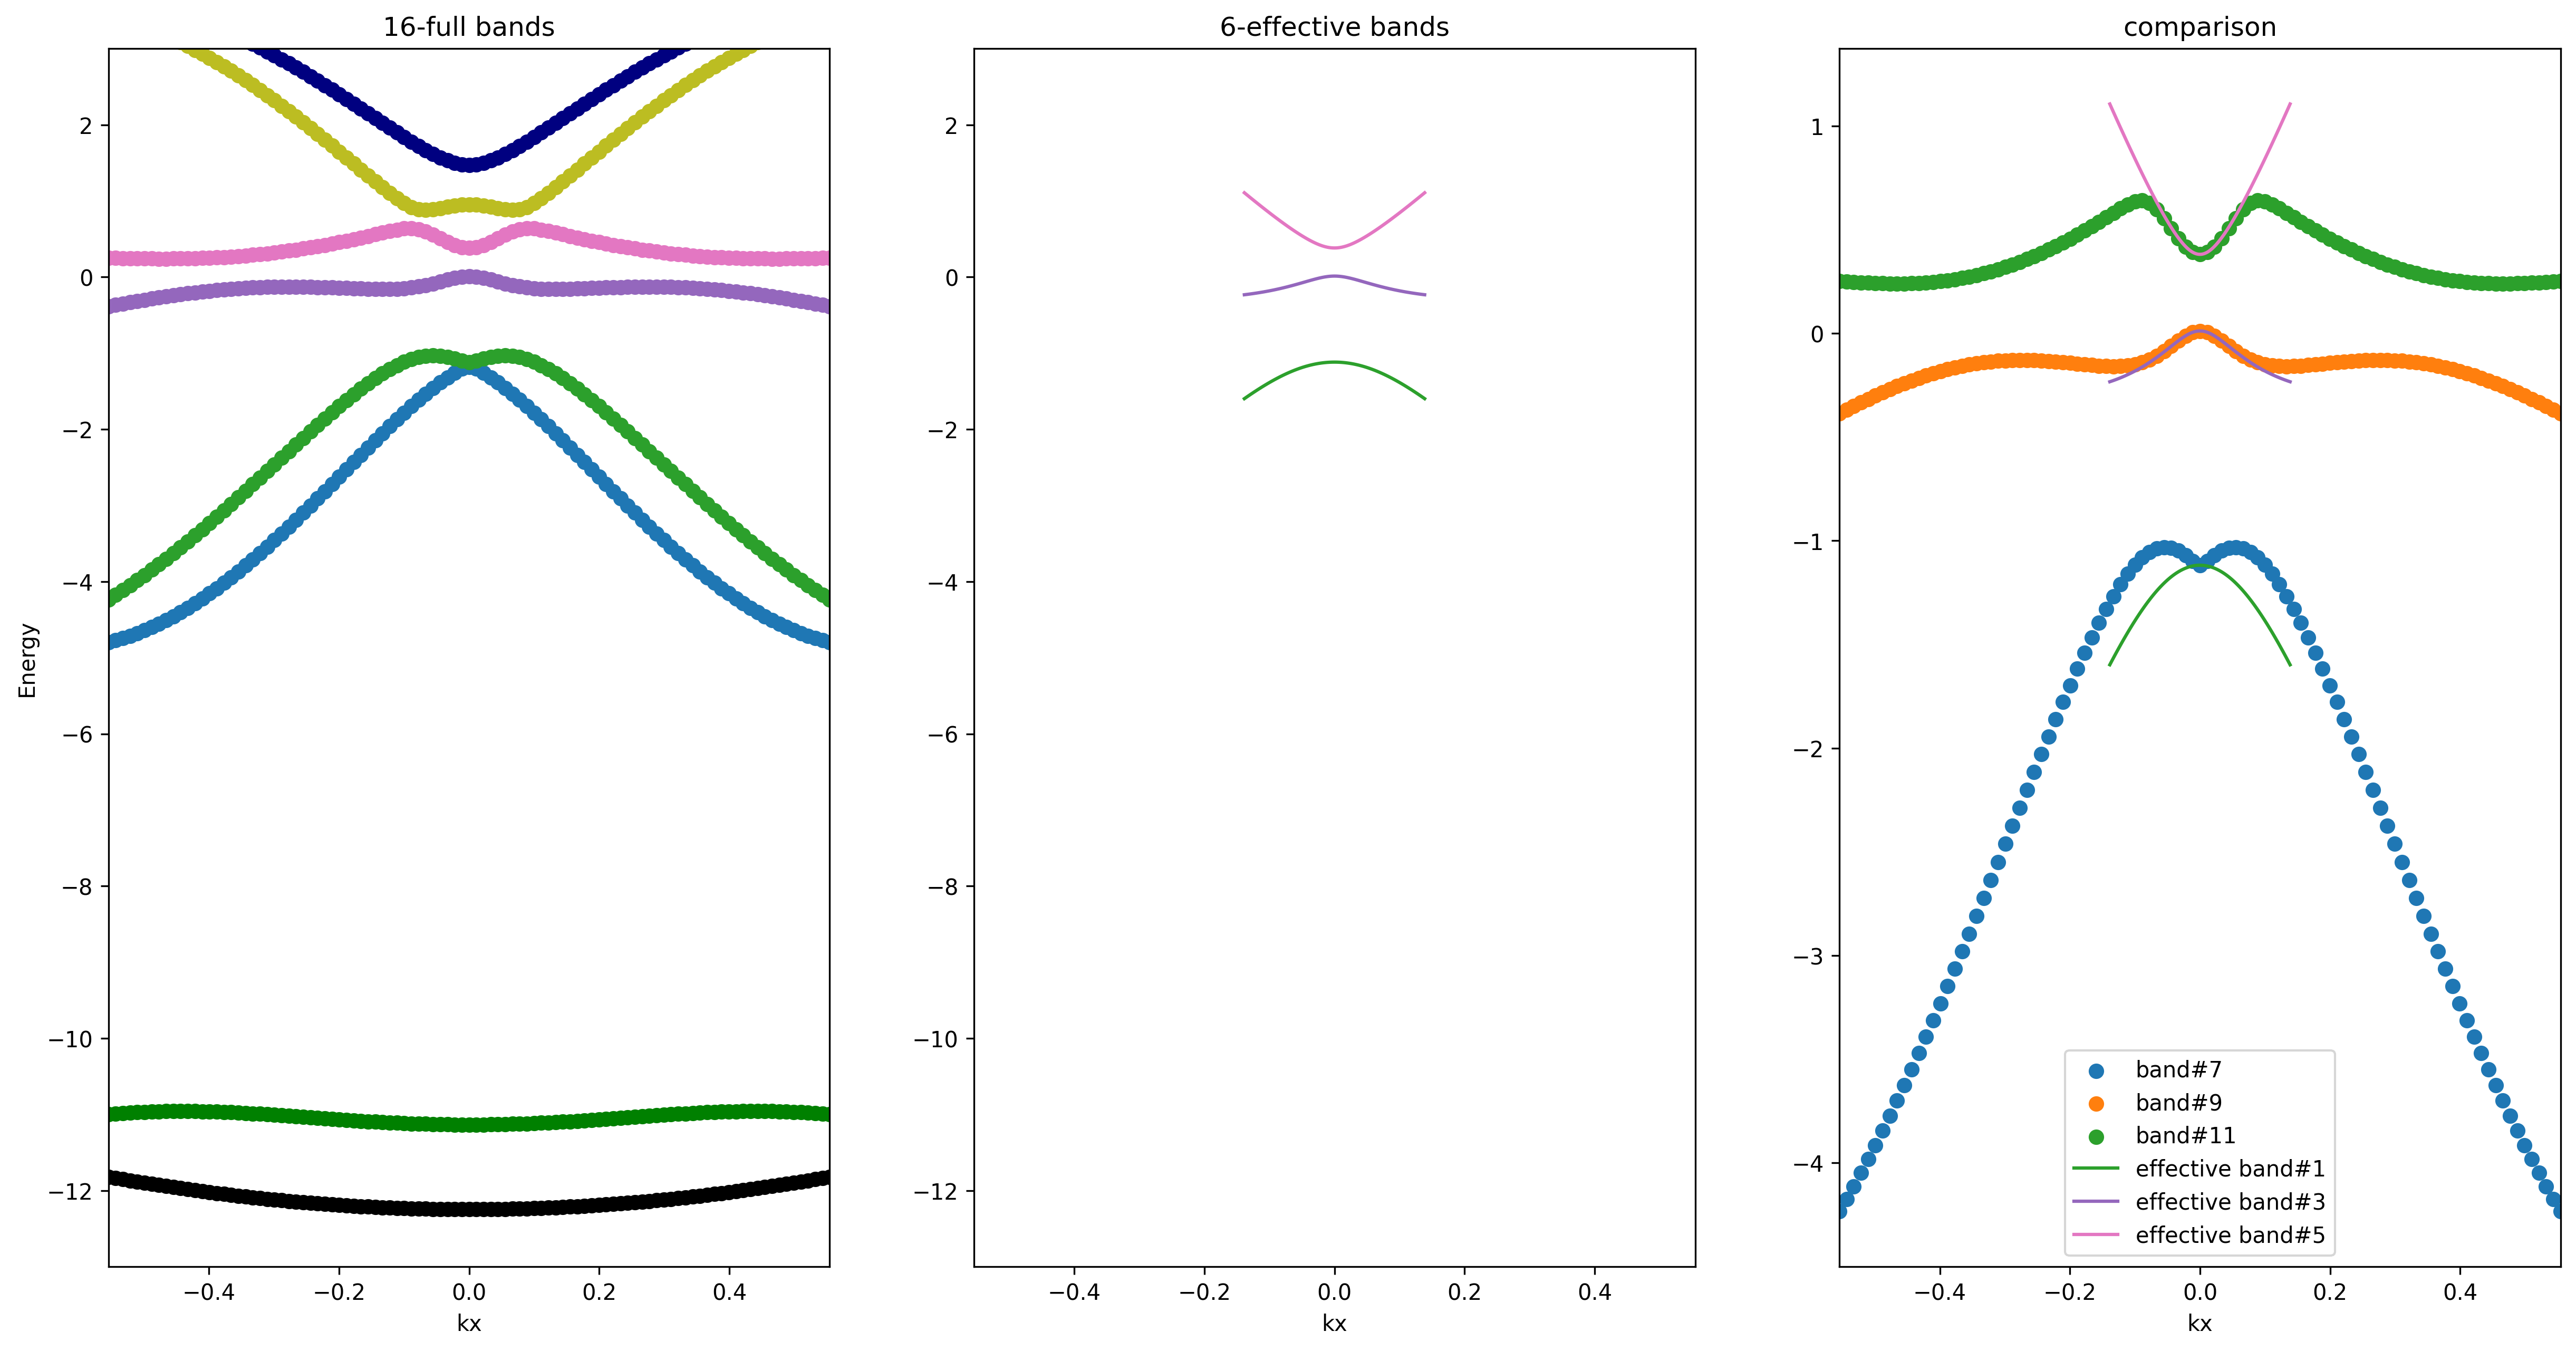 16-full bands
6-effective bands
comparison
Energy
2
0
−2
−4
−6
−8
−10
−12
−0.4 −0.2 0.0 0.2 0.4
kx
2
0
−2
−4
−6
−8
−10
−12
−0.4 −0.2 0.0 0.2 0.4
kx
1
0
−1
−2
−3
−4
band#7
band#9
band#11
effective band#1
effective band#3
effective band#5
−0.4 −0.2 0.0 0.2 0.4
kx